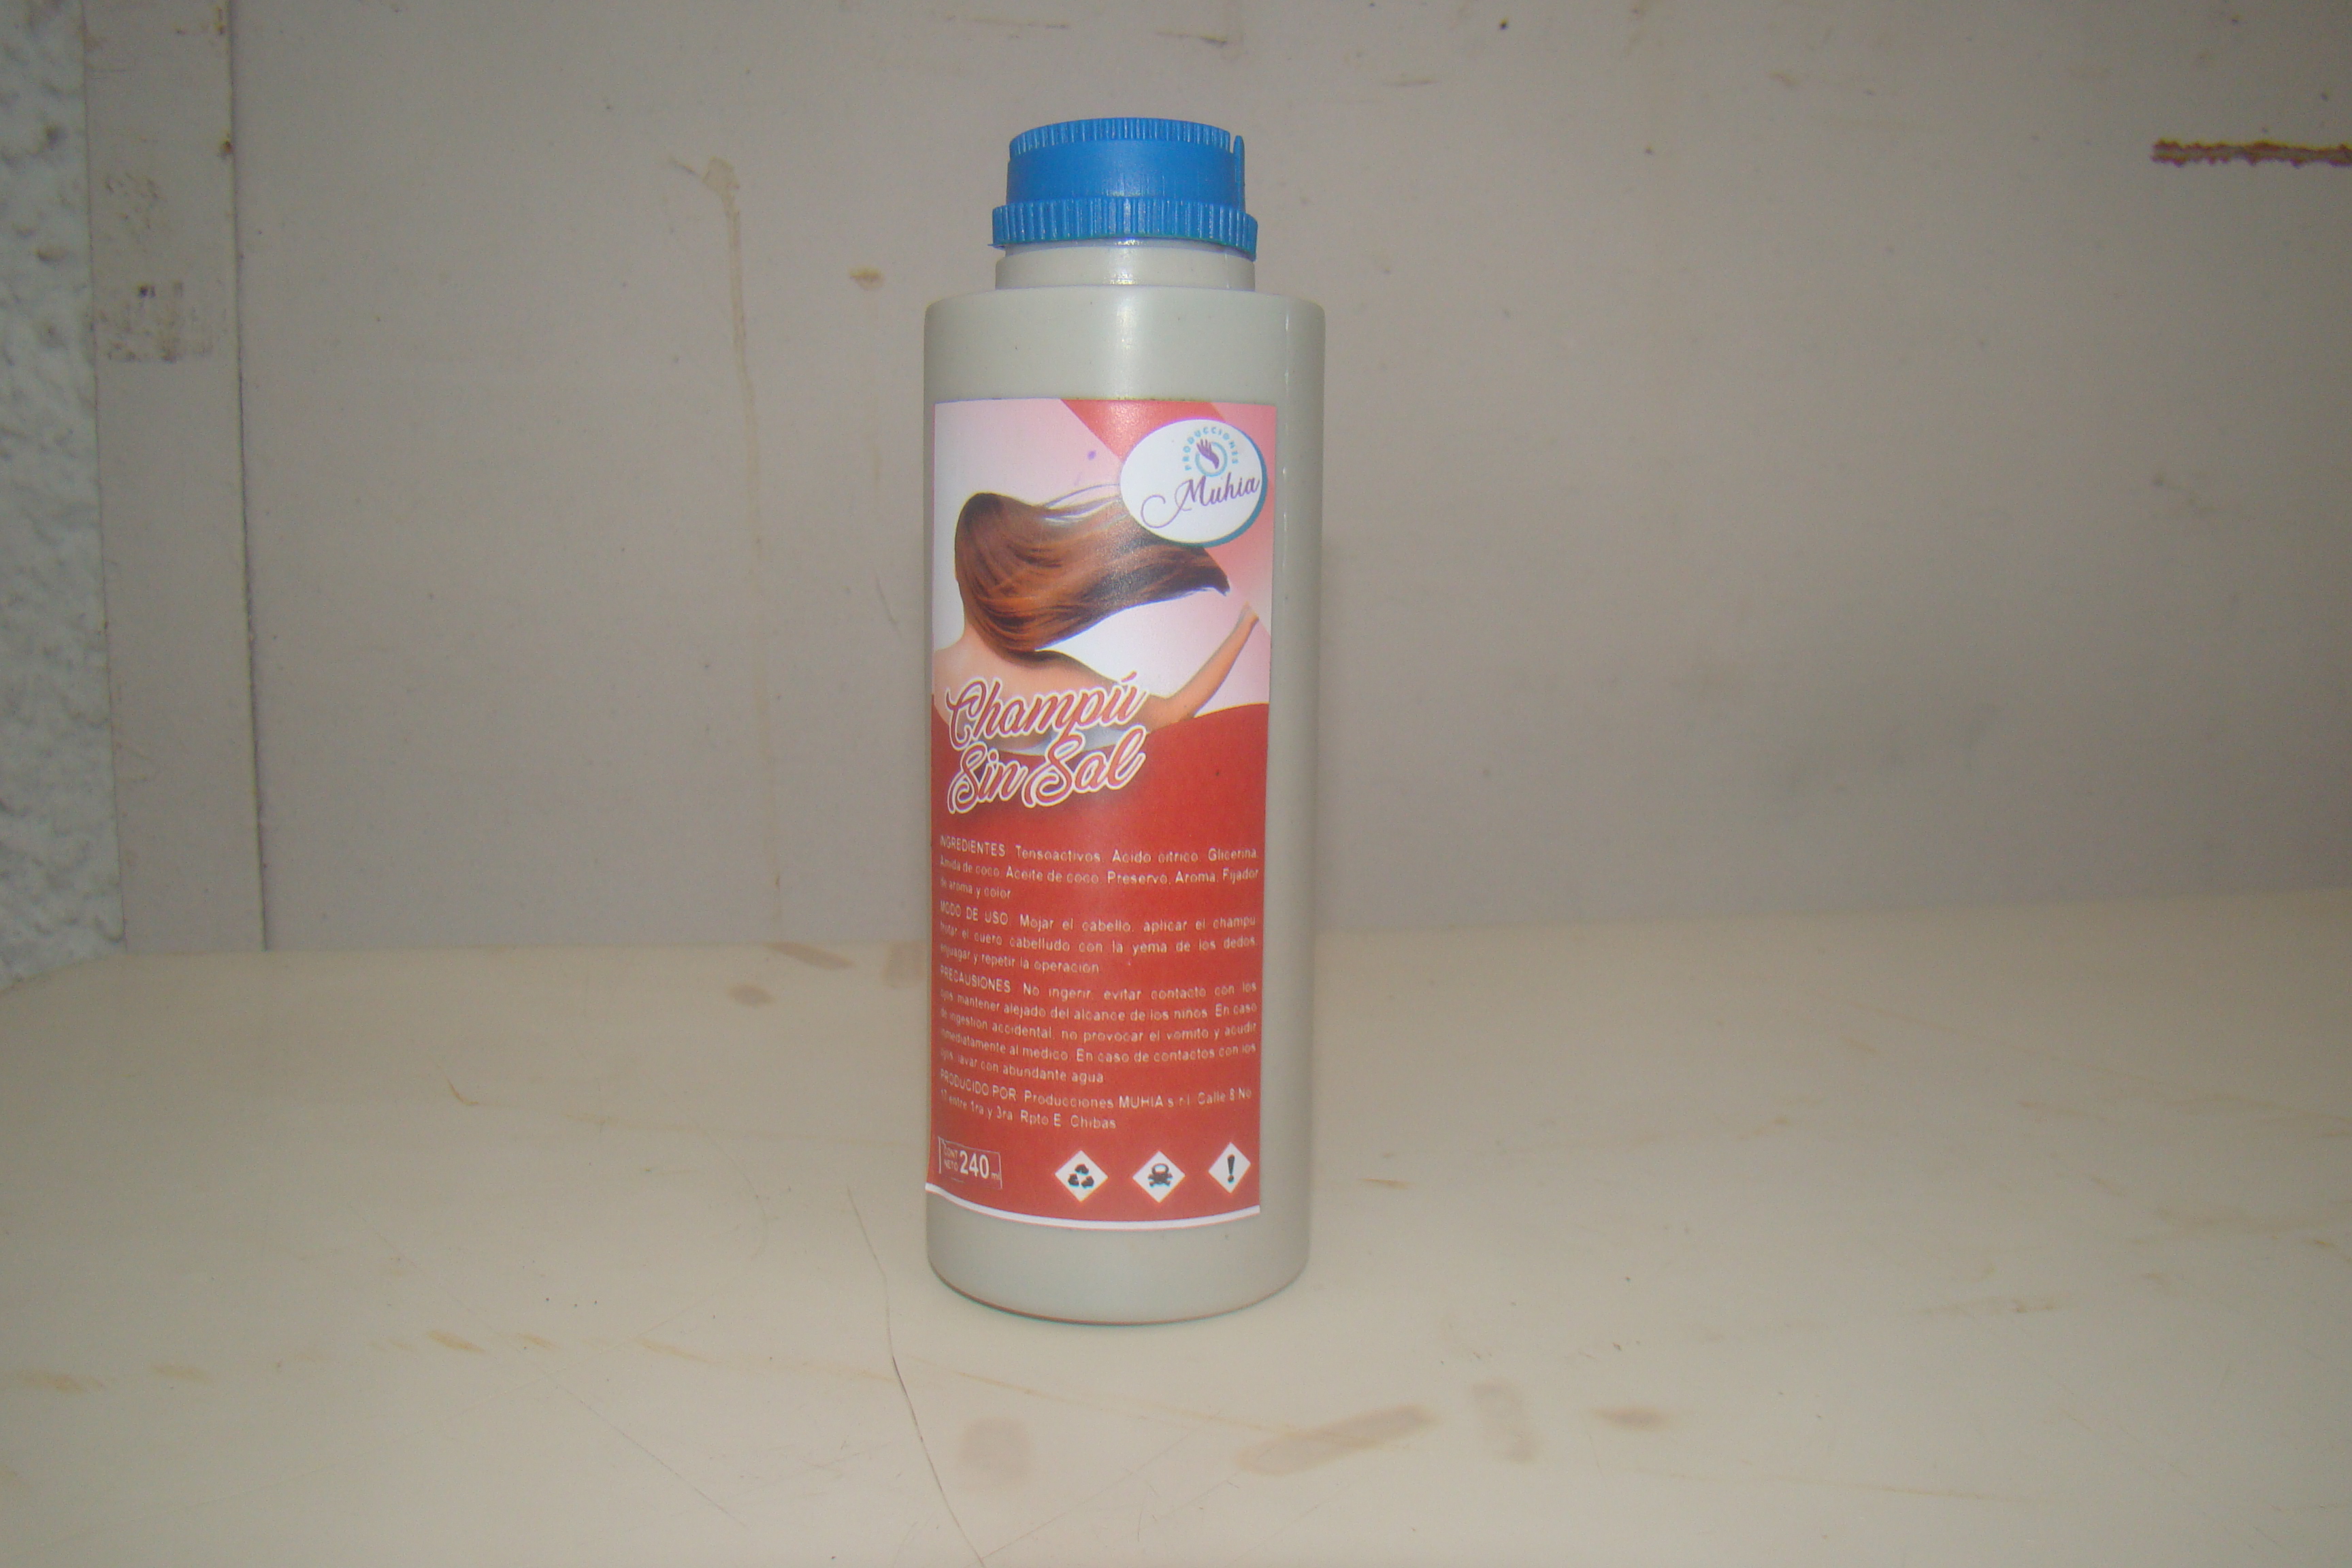 PRODUCCIONES
Muhia
Champú
Sin Sal
INGREDIENTES Tensoactivos, Acido citrico Glicerina,
Amida de coco, Aceite de coco Preservo, Aroma, Fijador
de aroma y color
MODO DE USO Mojar el cabello, aplicar el champu
frotar el cuero cabelludo con la yema de los dedos,
enjuagar y repetir la operacion
PRECAUSIONES No ingerir, evitar contacto con los
ojos, mantener alejado del alcance de los niños. En caso
de ingestion accidental, no provocar el vomito y acudir
inmediatamente al medico. En caso de contactos con los
ojos, lavar con abundante agua
PRODUCIDO POR Producciones MUHIA s.r.l. Calle 8 No
17 entre 1ra y 3ra Rpto E. Chibas
CONT
NETO 240 ml